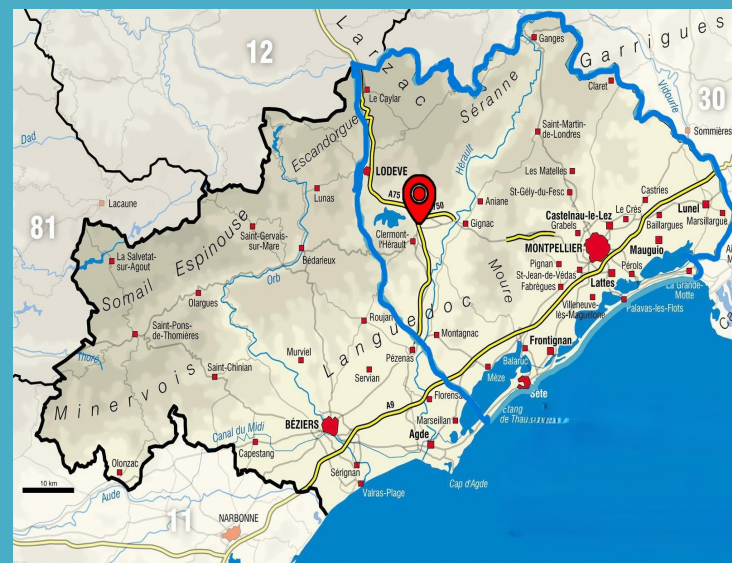 12
Larzac
Garrigues
Ganges
Claret
Vidourle
30
Le Caylar
Séranne
Dad
Escandorgue
Hérault
Saint-Martin-
de-Londres
Sommières
LODEVE
Les Matelles
A75
St-Gély-du-Fesc
Castries
Lunas
Aniane
Lacaune
50
Le Crès
Lunel
Castelnau-le-Lez
Baillargues
Marsillargues
81
Gignac
Grabels
Saint-Gervais-
sur-Mare
Clermont-
l'Hérault
MONTPELLIER
Mauguio
La Salvetat-
sur-Agout
Somail
Espinouse
Bédarieux
Pignan
St-Jean-de-Védas
Pérols
Orb
Lattes
La Grande-
Motte
Fabrègues
Moure
Olargues
Villeneuve-
lès-Maguelone
Palavas-les-Flots
Languedoc
Roujan
Saint-Pons-
de-Thomières
Montagnac
Frontignan
Thoré
Murviel
Pézenas
Balaruc
Servian
Mèze
Saint-Chinian
Sète
Minervois
A9
Florensa
Etang
de Thau
Marseillan
Canal du Midi
BÉZIERS
Agde
Capestang
Olonzac
Sérignan
Cap d'Agde
10 km
Valras-Plage
Aude
11
NARBONNE